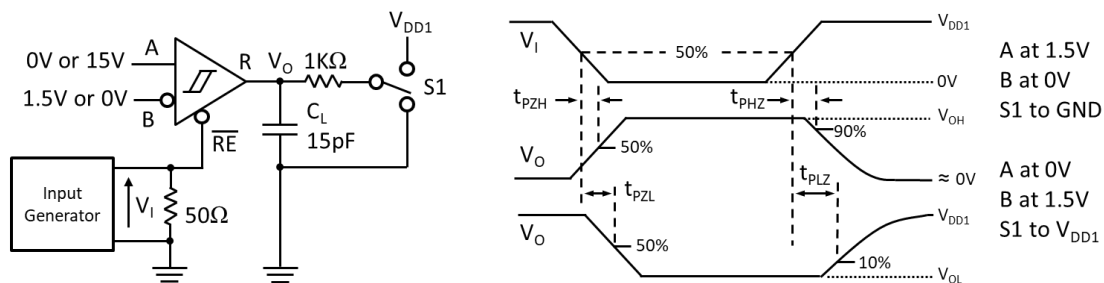 0V or 15V
1.5V or 0V
A
B
R
RE
V_O
1KΩ
V_DD1
S1
C_L
15pF
Input
Generator
V_I
50Ω
V_I
50%
V_DD1
0V
t_PZH
t_PHZ
V_OH
90%
50%
V_O
≈ 0V
t_PZL
t_PLZ
V_DD1
V_O
50%
10%
V_OL
A at 1.5V
B at 0V
S1 to GND
A at 0V
B at 1.5V
S1 to V_DD1